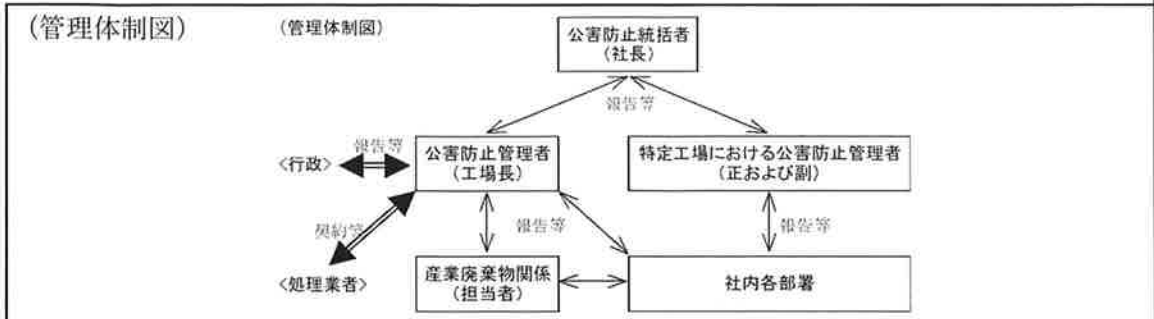 （管理体制図）
（管理体制図）
公害防止統括者
（社長）
報告等
報告等
<行政>
公害防止管理者
（工場長）
特定工場における公害防止管理者
（正および副）
契約等
報告等
報告等
<処理業者>
産業廃棄物関係
（担当者）
社内各部署